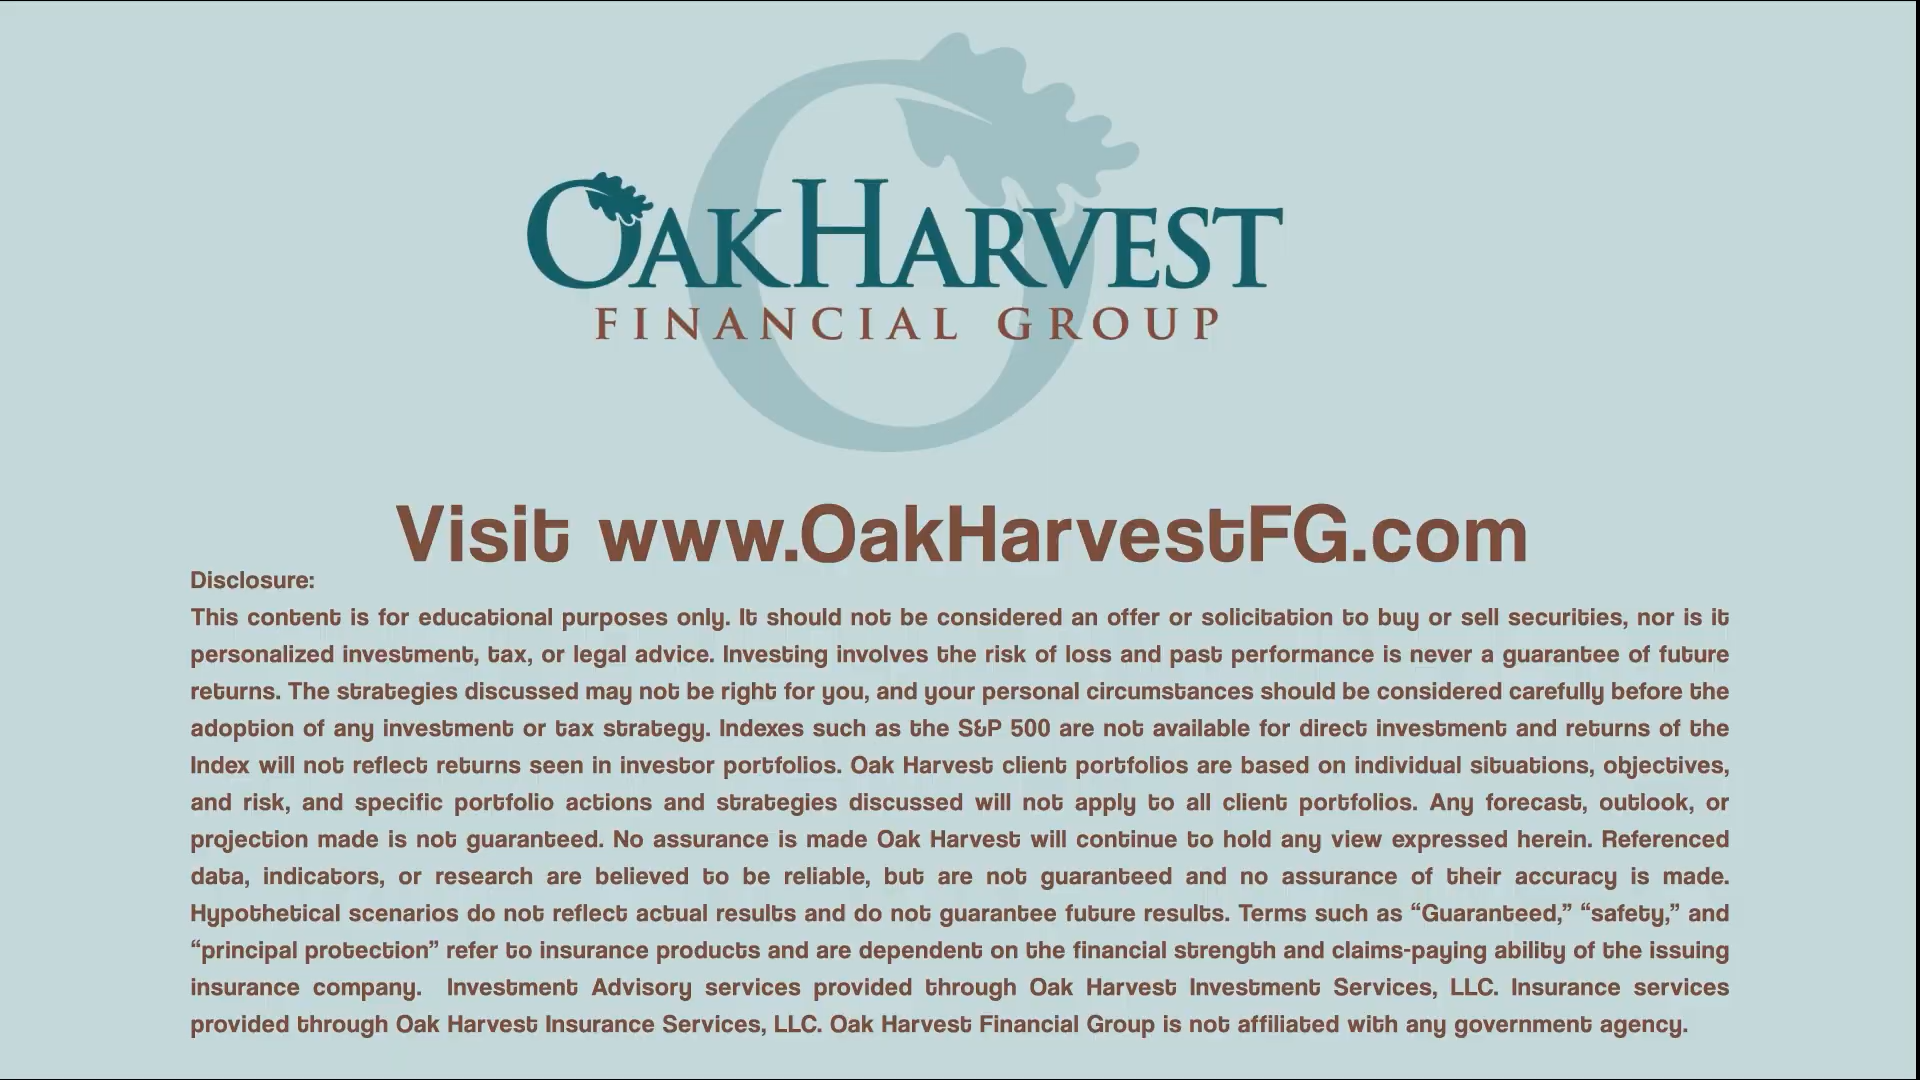 OAKHARVEST
FINANCIAL GROUP
Visit www.OakHarvestFG.com
Disclosure:
This content is for educational purposes only. It should not be considered an offer or solicitation to buy or sell securities, nor is it
personalized investment, tax, or legal advice. Investing involves the risk of loss and past performance is never a guarantee of future
returns. The strategies discussed may not be right for you, and your personal circumstances should be considered carefully before the
adoption of any investment or tax strategy. Indexes such as the S&P 500 are not available for direct investment and returns of the
Index will not reflect returns seen in investor portfolios. Oak Harvest client portfolios are based on individual situations, objectives,
and risk, and specific portfolio actions and strategies discussed will not apply to all client portfolios. Any forecast, outlook, or
projection made is not guaranteed. No assurance is made Oak Harvest will continue to hold any view expressed herein. Referenced
data, indicators, or research are believed to be reliable, but are not guaranteed and no assurance of their accuracy is made.
Hypothetical scenarios do not reflect actual results and do not guarantee future results. Terms such as “Guaranteed,” “safety,” and
“principal protection” refer to insurance products and are dependent on the financial strength and claims-paying ability of the issuing
insurance company.  Investment Advisory services provided through Oak Harvest Investment Services, LLC. Insurance services
provided through Oak Harvest Insurance Services, LLC. Oak Harvest Financial Group is not affiliated with any government agency.